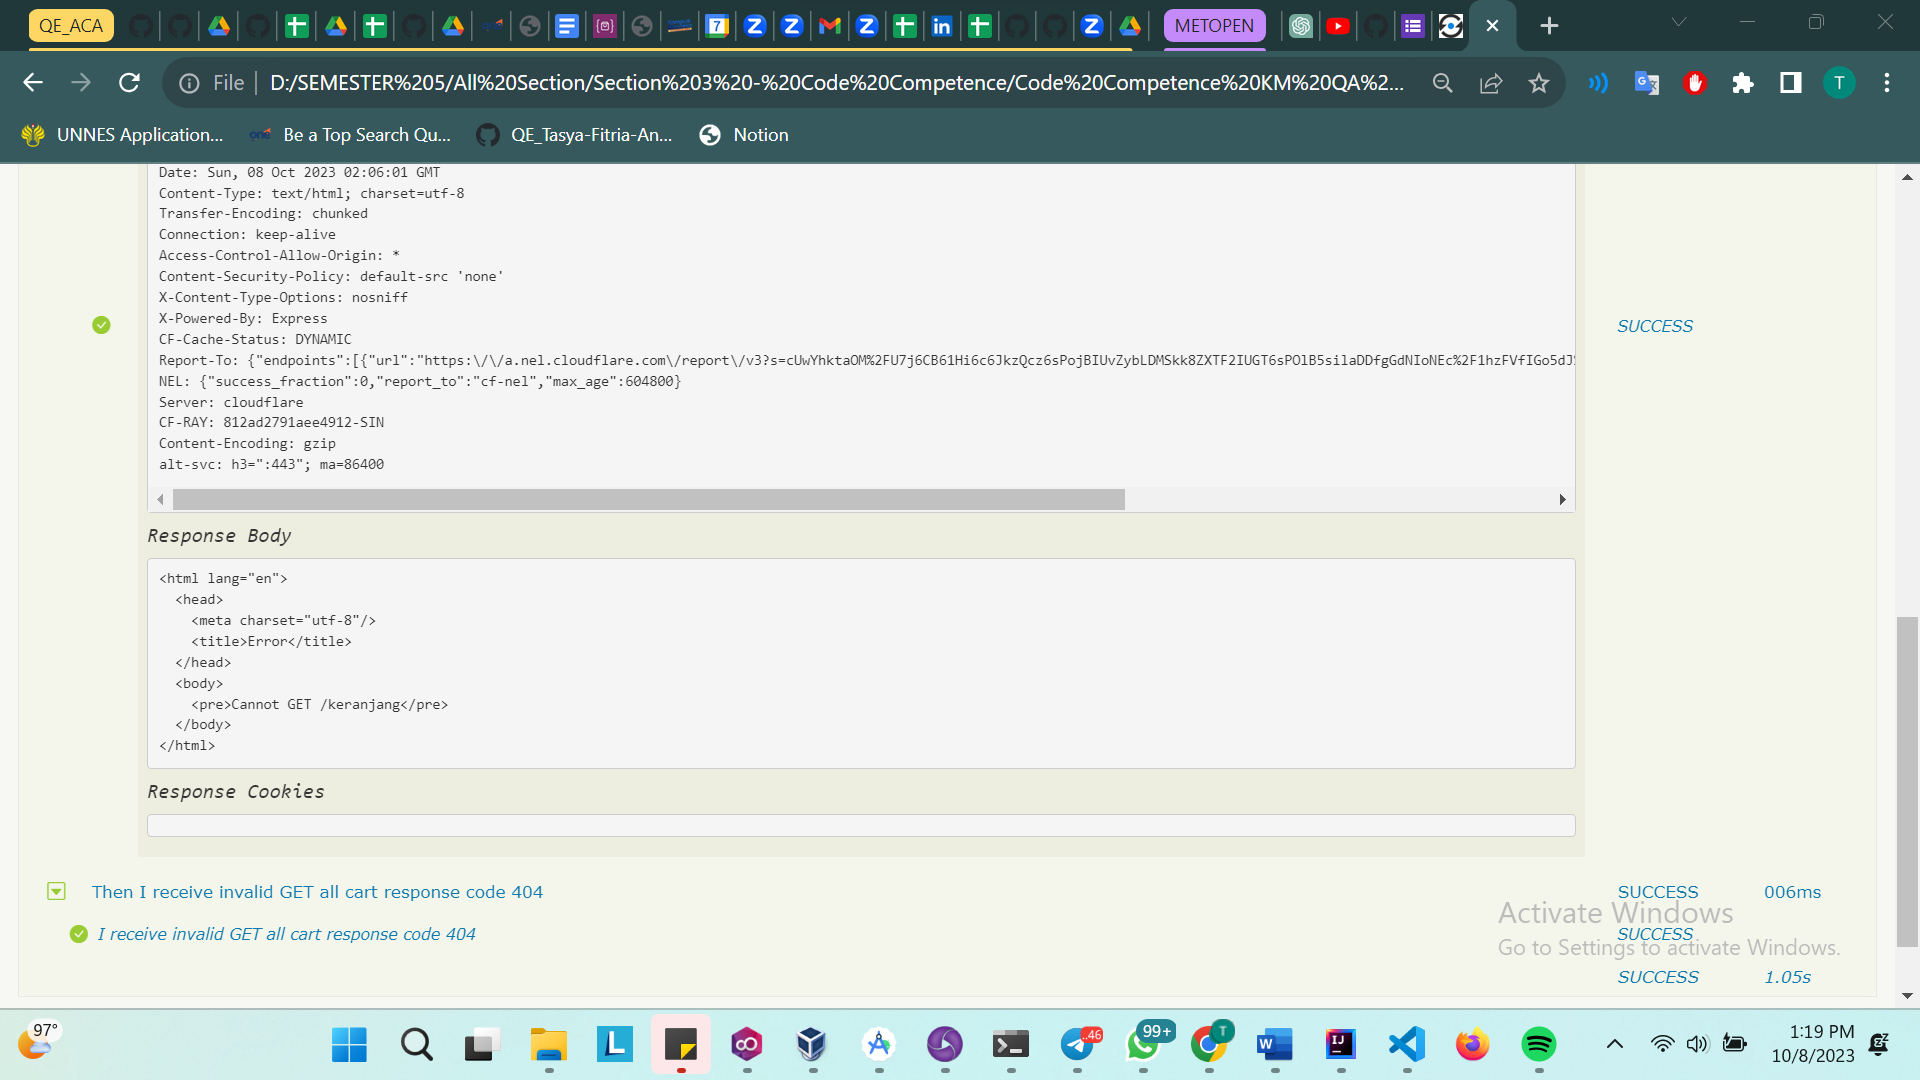 QE_ACA
METOPEN
File
D:/SEMESTER%205/All%20Section/Section%203%20-%20Code%20Competence/Code%20Competence%20KM%20QA%2...
T
UNNES Application...
Be a Top Search Qu...
QE_Tasya-Fitria-An...
Notion
Date: Sun, 08 Oct 2023 02:06:01 GMT
Content-Type: text/html; charset=utf-8
Transfer-Encoding: chunked
Connection: keep-alive
Access-Control-Allow-Origin: *
Content-Security-Policy: default-src 'none'
X-Content-Type-Options: nosniff
X-Powered-By: Express
SUCCESS
CF-Cache-Status: DYNAMIC
Report-To: {"endpoints":[{"url":"https:\/\/a.nel.cloudflare.com\/report\/v3?s=cUwYhktaOM%2FU7j6CB61Hi6c6JkzQcz6sPojBIUvZybLDMSkk8ZXTF2IUGT6sPOlB5silaDDfgGdNIoNEc%2F1hzFVfIGo5dJ
NEL: {"success_fraction":0,"report_to":"cf-nel","max_age":604800}
Server: cloudflare
CF-RAY: 812ad2791aee4912-SIN
Content-Encoding: gzip
alt-svc: h3=":443"; ma=86400
Response Body
<html lang="en">
<head>
<meta charset="utf-8"/>
<title>Error</title>
</head>
<body>
<pre>Cannot GET /keranjang</pre>
</body>
</html>
Response Cookies
Then I receive invalid GET all cart response code 404
SUCCESS
006ms
Activate Windows
I receive invalid GET all cart response code 404
SUCCESS
Go to Settings to activate Windows.
SUCCESS
1.05s
97°
46
99+
T
1:19 PM
10/8/2023